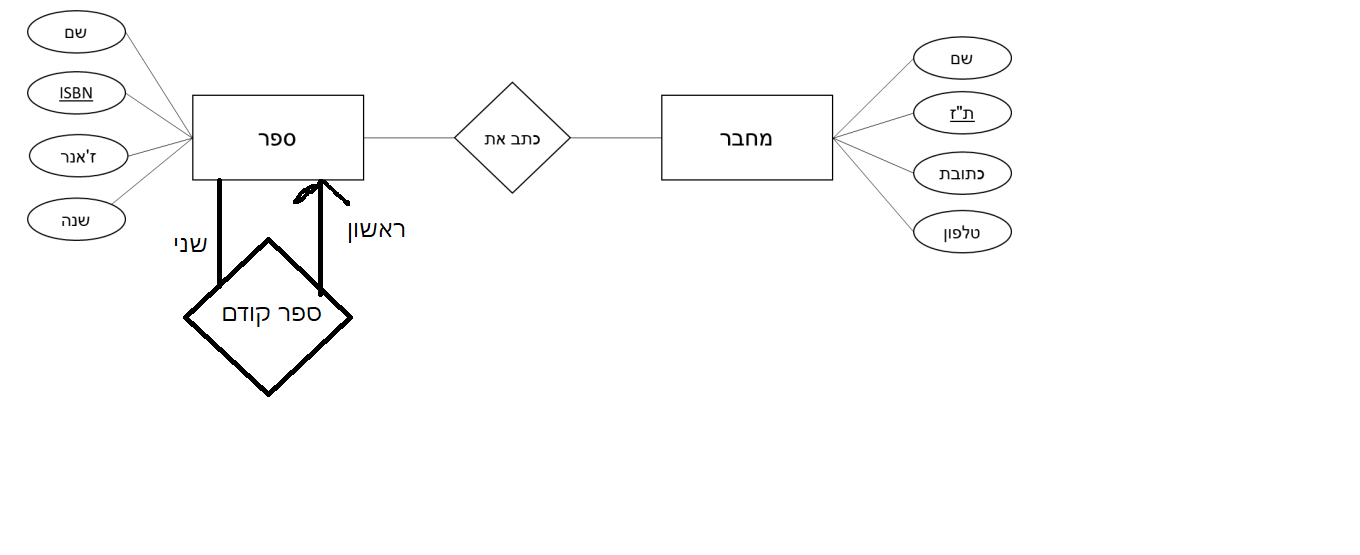 שם
שם
ISBN
ת"ז
ספר
כתב את
מחבר
ז'אנר
כתובת
שנה
טלפון
ראשון
שני
ספר קודם